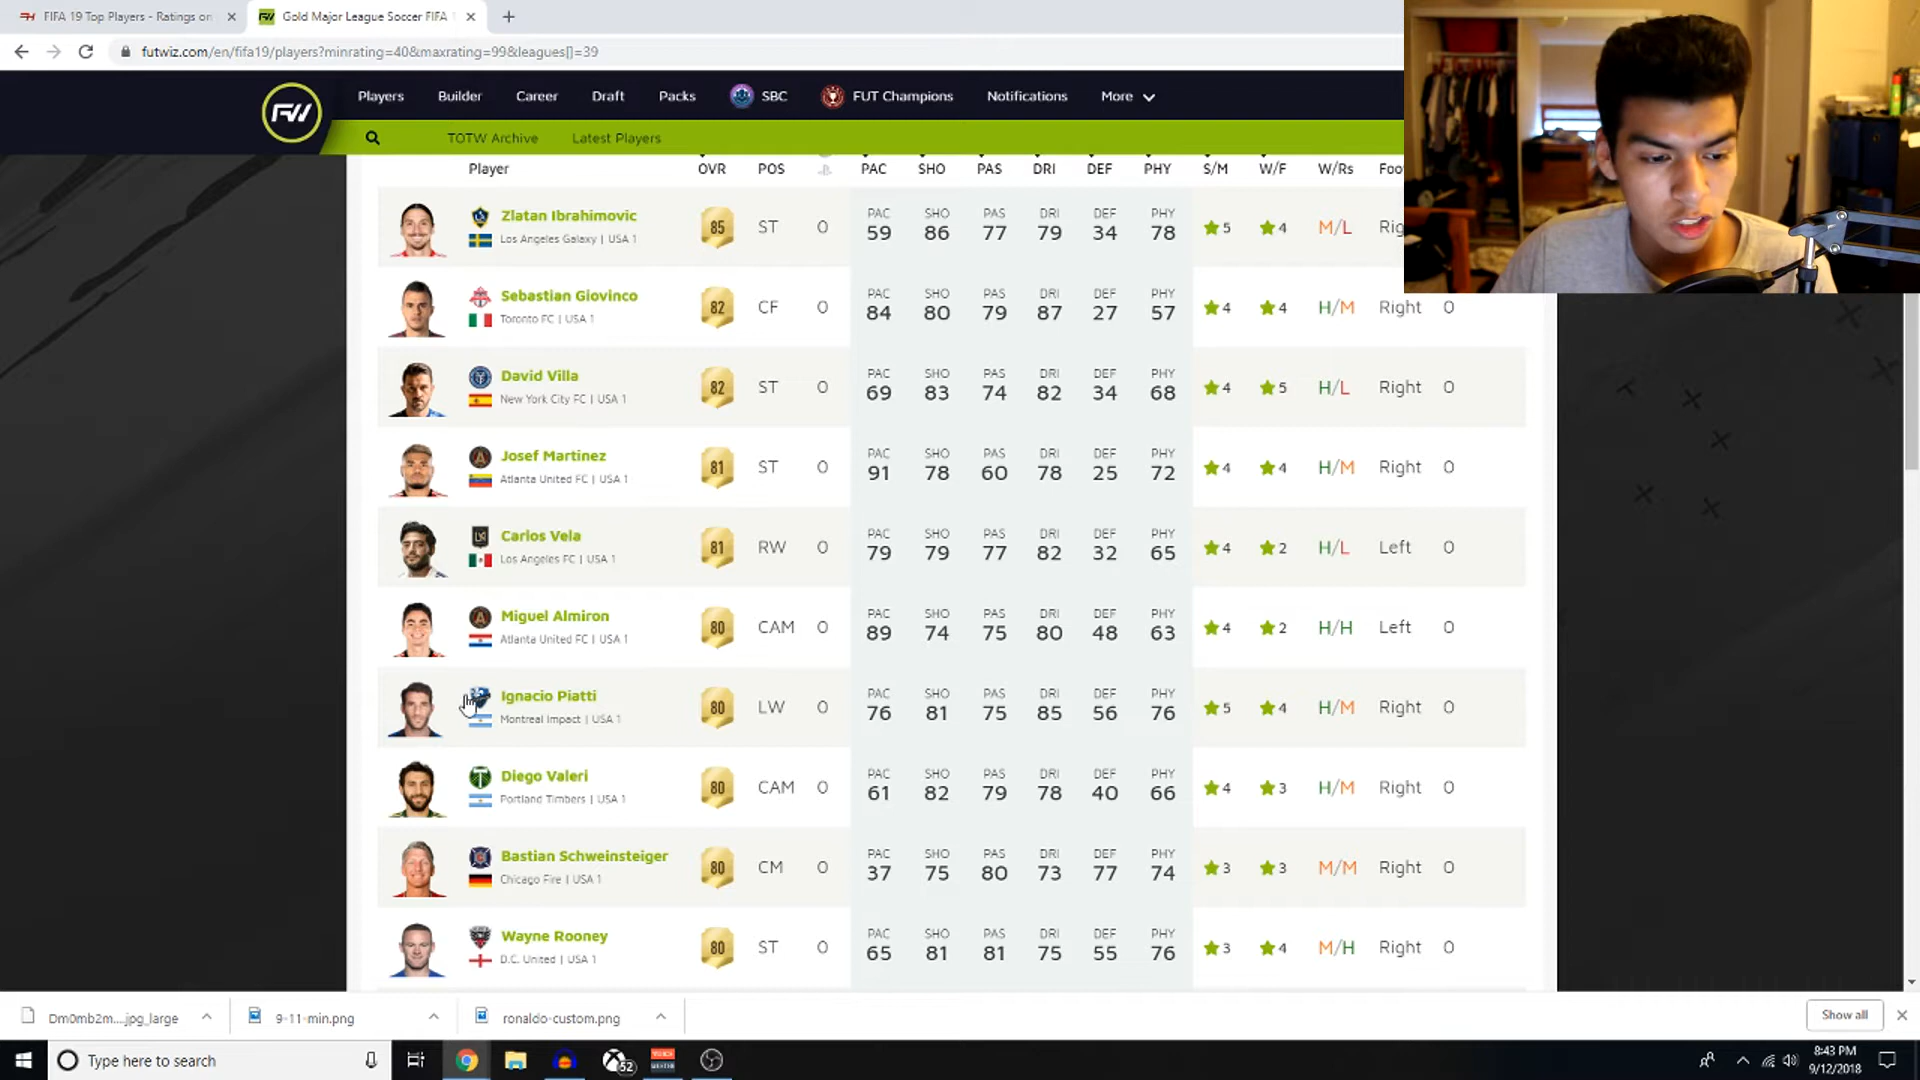 FIFA 19 Top Players - Ratings on
Gold Major League Soccer FIFA 1
futwiz.com/en/fifa19/players?minrating=40&maxrating=99&leagues[]=39
FW
Players Builder Career Draft Packs SBC FUT Champions Notifications More
TOTW Archive Latest Players
Player OVR POS PAC SHO PAS DRI DEF PHY S/M W/F W/Rs Foo
Zlatan Ibrahimovic
Los Angeles Galaxy | USA 1
85 ST 0
PAC SHO PAS DRI DEF PHY
59 86 77 79 34 78
5 4 M/L Rig
Sebastian Giovinco
Toronto FC | USA 1
82 CF 0
PAC SHO PAS DRI DEF PHY
84 80 79 87 27 57
4 4 H/M Right 0
David Villa
New York City FC | USA 1
82 ST 0
PAC SHO PAS DRI DEF PHY
69 83 74 82 34 68
4 5 H/L Right 0
Josef Martinez
Atlanta United FC | USA 1
81 ST 0
PAC SHO PAS DRI DEF PHY
91 78 60 78 25 72
4 4 H/M Right 0
Carlos Vela
Los Angeles FC | USA 1
81 RW 0
PAC SHO PAS DRI DEF PHY
79 79 77 82 32 65
4 2 H/L Left 0
Miguel Almiron
Atlanta United FC | USA 1
80 CAM 0
PAC SHO PAS DRI DEF PHY
89 74 75 80 48 63
4 2 H/H Left 0
Ignacio Piatti
Montreal Impact | USA 1
80 LW 0
PAC SHO PAS DRI DEF PHY
76 81 75 85 56 76
5 4 H/M Right 0
Diego Valeri
Portland Timbers | USA 1
80 CAM 0
PAC SHO PAS DRI DEF PHY
61 82 79 78 40 66
4 3 H/M Right 0
Bastian Schweinsteiger
Chicago Fire | USA 1
80 CM 0
PAC SHO PAS DRI DEF PHY
37 75 80 73 77 74
3 3 M/M Right 0
Wayne Rooney
D.C. United | USA 1
80 ST 0
PAC SHO PAS DRI DEF PHY
65 81 81 75 55 76
3 4 M/H Right 0
Dm0mb2m....jpg_large 9-11-min.png ronaldo-custom.png Show all
Type here to search
52
8:43 PM
9/12/2018